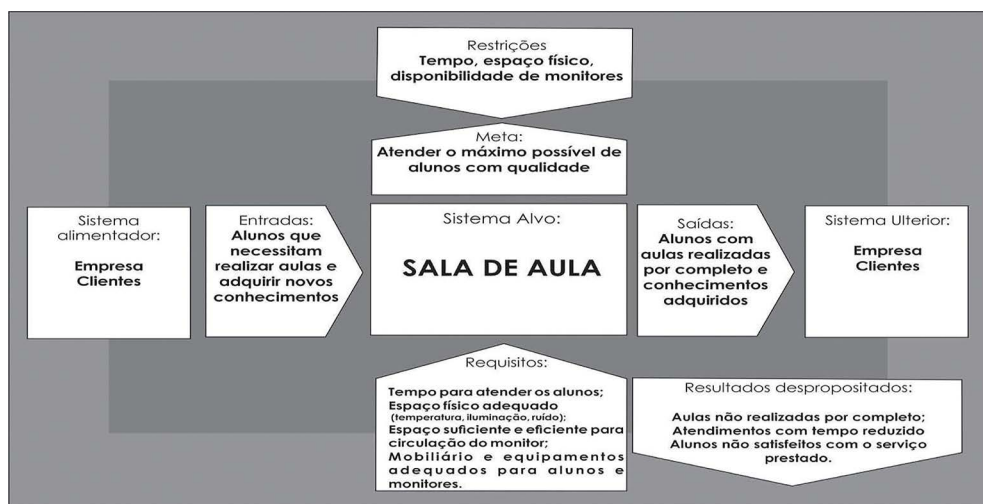 Restrições
Tempo, espaço físico,
disponibilidade de monitores
Meta:
Atender o máximo possível de
alunos com qualidade
Sistema
alimentador:
Empresa
Clientes
Entradas:
Alunos que
necessitam
realizar aulas e
adquirir novos
conhecimentos
Sistema Alvo:
SALA DE AULA
Saídas:
Alunos com
aulas realizadas
por completo e
conhecimentos
adquiridos
Sistema Ulterior:
Empresa
Clientes
Requisitos:
Tempo para atender os alunos;
Espaço físico adequado
(temperatura, iluminação, ruído);
Espaço suficiente e eficiente para
circulação do monitor;
Mobiliário e equipamentos
adequados para alunos e
monitores.
Resultados despropositados:
Aulas não realizadas por completo;
Atendimentos com tempo reduzido
Alunos não satisfeitos com o serviço
prestado.